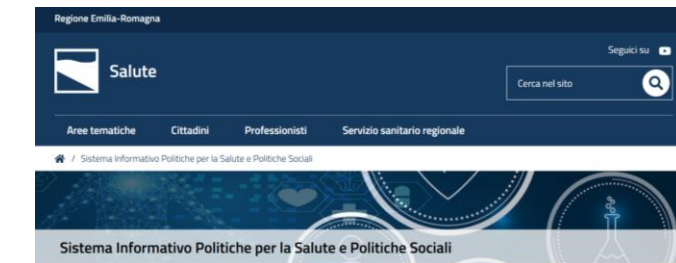 Regione Emilia-Romagna
Seguici su
Salute
Cerca nel sito
Aree tematiche Cittadini Professionisti Servizio sanitario regionale
/ Sistema Informativo Politiche per la Salute e Politiche Sociali
Sistema Informativo Politiche per la Salute e Politiche Sociali